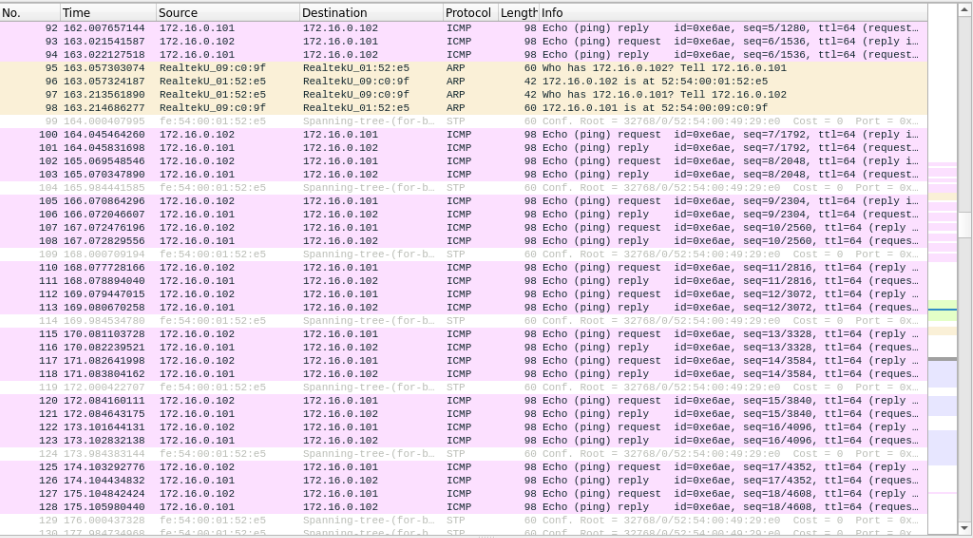 No. Time Source Destination Protocol Length Info
92 162.007657144 172.16.0.101 172.16.0.102 ICMP 98 Echo (ping) reply id=0xe6ae, seq=5/1280, ttl=64 (request…
93 163.021541587 172.16.0.102 172.16.0.101 ICMP 98 Echo (ping) request id=0xe6ae, seq=6/1536, ttl=64 (reply i…
94 163.022127518 172.16.0.101 172.16.0.102 ICMP 98 Echo (ping) reply id=0xe6ae, seq=6/1536, ttl=64 (request…
95 163.057303074 RealtekU_09:c0:9f RealtekU_01:52:e5 ARP 60 Who has 172.16.0.102? Tell 172.16.0.101
96 163.057324187 RealtekU_01:52:e5 RealtekU_09:c0:9f ARP 42 172.16.0.102 is at 52:54:00:01:52:e5
97 163.213561890 RealtekU_01:52:e5 RealtekU_09:c0:9f ARP 42 Who has 172.16.0.101? Tell 172.16.0.102
98 163.214686277 RealtekU_09:c0:9f RealtekU_01:52:e5 ARP 60 172.16.0.101 is at 52:54:00:09:c0:9f
99 164.000407995 fe:54:00:01:52:e5 Spanning-tree-(for-b… STP 60 Conf. Root = 32768/0/52:54:00:49:29:e0 Cost = 0 Port = 0x…
100 164.045464260 172.16.0.102 172.16.0.101 ICMP 98 Echo (ping) request id=0xe6ae, seq=7/1792, ttl=64 (reply i…
101 164.045831698 172.16.0.101 172.16.0.102 ICMP 98 Echo (ping) reply id=0xe6ae, seq=7/1792, ttl=64 (request…
102 165.069548546 172.16.0.102 172.16.0.101 ICMP 98 Echo (ping) request id=0xe6ae, seq=8/2048, ttl=64 (reply i…
103 165.070347890 172.16.0.101 172.16.0.102 ICMP 98 Echo (ping) reply id=0xe6ae, seq=8/2048, ttl=64 (request…
104 165.984441585 fe:54:00:01:52:e5 Spanning-tree-(for-b… STP 60 Conf. Root = 32768/0/52:54:00:49:29:e0 Cost = 0 Port = 0x…
105 166.070864296 172.16.0.102 172.16.0.101 ICMP 98 Echo (ping) request id=0xe6ae, seq=9/2304, ttl=64 (reply i…
106 166.072046607 172.16.0.101 172.16.0.102 ICMP 98 Echo (ping) reply id=0xe6ae, seq=9/2304, ttl=64 (request…
107 167.072476196 172.16.0.102 172.16.0.101 ICMP 98 Echo (ping) request id=0xe6ae, seq=10/2560, ttl=64 (reply …
108 167.072829556 172.16.0.101 172.16.0.102 ICMP 98 Echo (ping) reply id=0xe6ae, seq=10/2560, ttl=64 (reques…
109 168.000709194 fe:54:00:01:52:e5 Spanning-tree-(for-b… STP 60 Conf. Root = 32768/0/52:54:00:49:29:e0 Cost = 0 Port = 0x…
110 168.077728166 172.16.0.102 172.16.0.101 ICMP 98 Echo (ping) request id=0xe6ae, seq=11/2816, ttl=64 (reply …
111 168.078894040 172.16.0.101 172.16.0.102 ICMP 98 Echo (ping) reply id=0xe6ae, seq=11/2816, ttl=64 (reques…
112 169.079447015 172.16.0.102 172.16.0.101 ICMP 98 Echo (ping) request id=0xe6ae, seq=12/3072, ttl=64 (reply …
113 169.080670258 172.16.0.101 172.16.0.102 ICMP 98 Echo (ping) reply id=0xe6ae, seq=12/3072, ttl=64 (reques…
114 169.984534780 fe:54:00:01:52:e5 Spanning-tree-(for-b… STP 60 Conf. Root = 32768/0/52:54:00:49:29:e0 Cost = 0 Port = 0x…
115 170.081103728 172.16.0.102 172.16.0.101 ICMP 98 Echo (ping) request id=0xe6ae, seq=13/3328, ttl=64 (reply …
116 170.082239521 172.16.0.101 172.16.0.102 ICMP 98 Echo (ping) reply id=0xe6ae, seq=13/3328, ttl=64 (reques…
117 171.082641998 172.16.0.102 172.16.0.101 ICMP 98 Echo (ping) request id=0xe6ae, seq=14/3584, ttl=64 (reply …
118 171.083804162 172.16.0.101 172.16.0.102 ICMP 98 Echo (ping) reply id=0xe6ae, seq=14/3584, ttl=64 (reques…
119 172.000422707 fe:54:00:01:52:e5 Spanning-tree-(for-b… STP 60 Conf. Root = 32768/0/52:54:00:49:29:e0 Cost = 0 Port = 0x…
120 172.084160111 172.16.0.102 172.16.0.101 ICMP 98 Echo (ping) request id=0xe6ae, seq=15/3840, ttl=64 (reply …
121 172.084643175 172.16.0.101 172.16.0.102 ICMP 98 Echo (ping) reply id=0xe6ae, seq=15/3840, ttl=64 (reques…
122 173.101644131 172.16.0.102 172.16.0.101 ICMP 98 Echo (ping) request id=0xe6ae, seq=16/4096, ttl=64 (reply …
123 173.102832138 172.16.0.101 172.16.0.102 ICMP 98 Echo (ping) reply id=0xe6ae, seq=16/4096, ttl=64 (reques…
124 173.984383144 fe:54:00:01:52:e5 Spanning-tree-(for-b… STP 60 Conf. Root = 32768/0/52:54:00:49:29:e0 Cost = 0 Port = 0x…
125 174.103292776 172.16.0.102 172.16.0.101 ICMP 98 Echo (ping) request id=0xe6ae, seq=17/4352, ttl=64 (reply …
126 174.104434832 172.16.0.101 172.16.0.102 ICMP 98 Echo (ping) reply id=0xe6ae, seq=17/4352, ttl=64 (reques…
127 175.104842424 172.16.0.102 172.16.0.101 ICMP 98 Echo (ping) request id=0xe6ae, seq=18/4608, ttl=64 (reply …
128 175.105980440 172.16.0.101 172.16.0.102 ICMP 98 Echo (ping) reply id=0xe6ae, seq=18/4608, ttl=64 (reques…
129 176.000437328 fe:54:00:01:52:e5 Spanning-tree-(for-b… STP 60 Conf. Root = 32768/0/52:54:00:49:29:e0 Cost = 0 Port = 0x…
130 177.984734968 fe:54:00:01:52:e5 Spanning-tree-(for-b… STP 60 Conf. Root = 32768/0/52:54:00:49:29:e0 Cost = 0 Port = 0x…